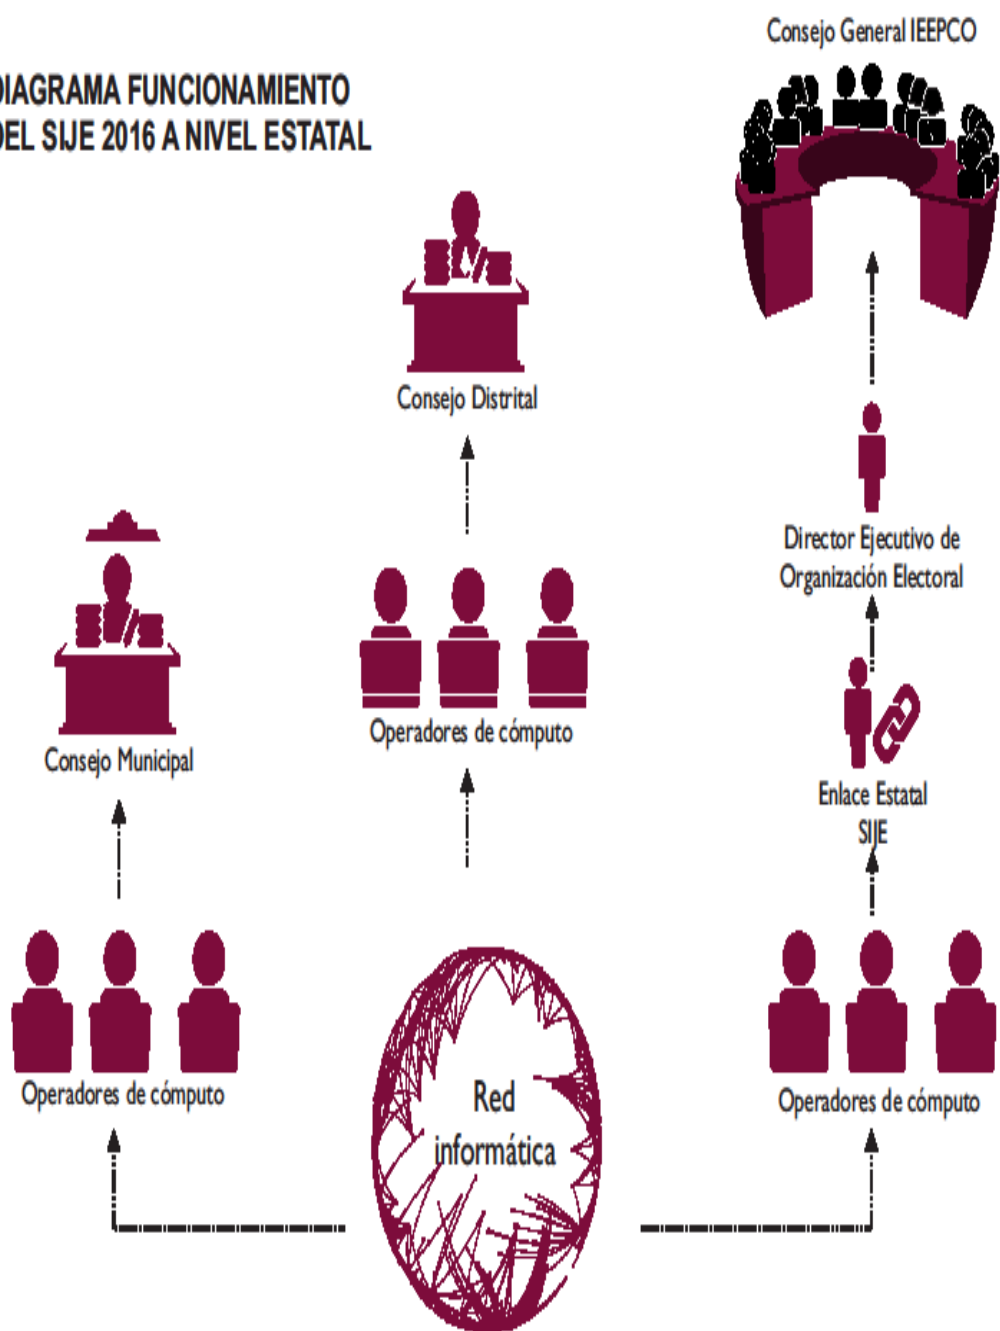 DIAGRAMA FUNCIONAMIENTO
DEL SIJE 2016 A NIVEL ESTATAL
Consejo General IEEPCO
Consejo Distrital
Director Ejecutivo de
Organización Electoral
Consejo Municipal
Operadores de cómputo
Enlace Estatal
SIJE
Operadores de cómputo
Red
informática
Operadores de cómputo